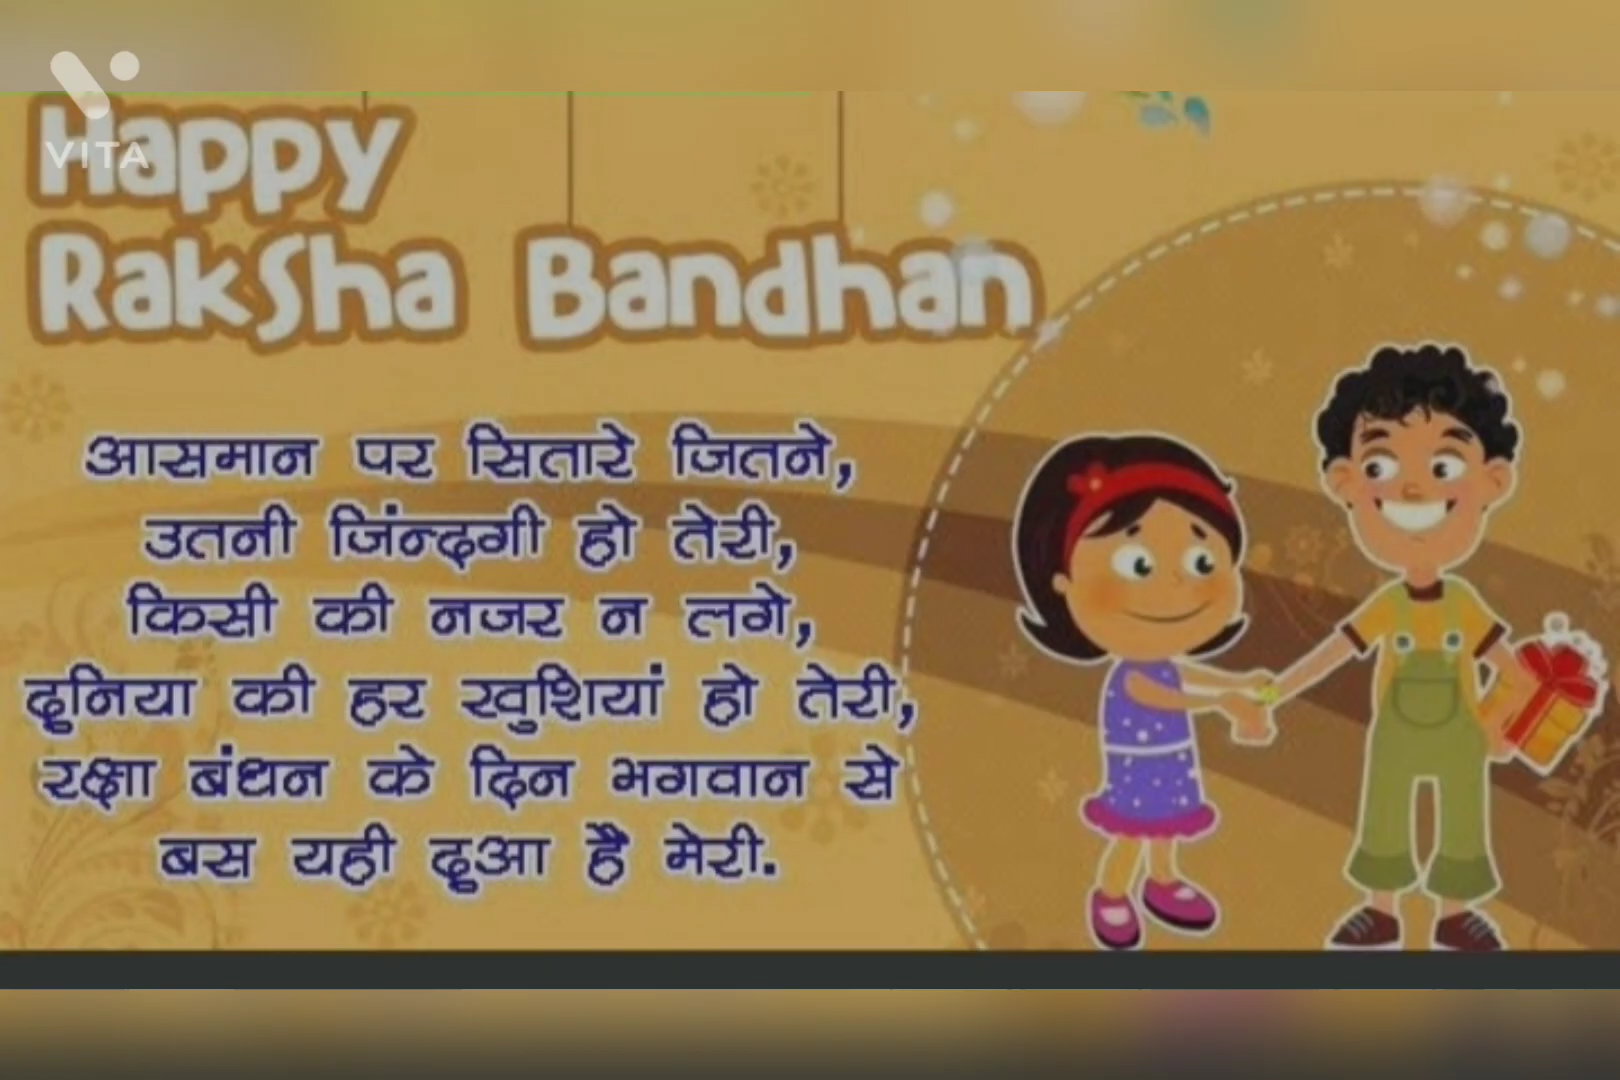 VITA
Happy
Raksha Bandhan
आसमान पर सितारे जितने,
उतनी जिंन्दगी हो तेरी,
किसी की नजर न लगे,
दूनिया की हर खुशियां हो तेरी,
रक्षा बंधन के दिन भगवान से
बस यही दूआ है मेरी.